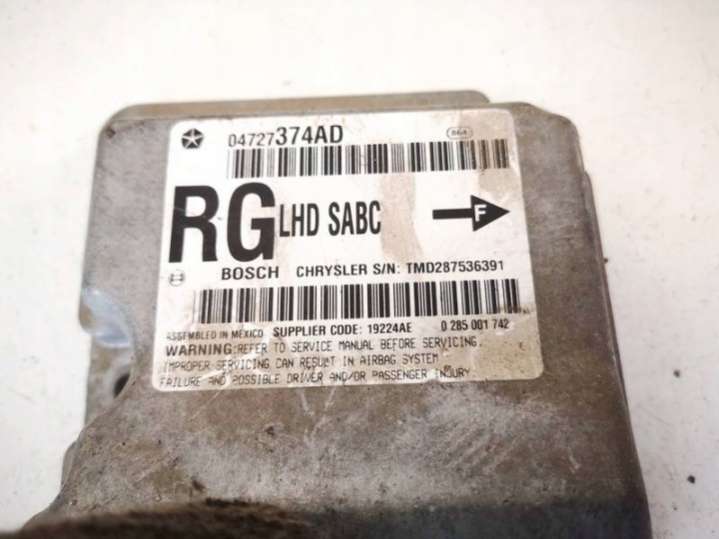 04727374AD
RG LHD SABC F
BOSCH CHRYSLER S/N: TMD287536391
ASSEMBLED IN MEXICO SUPPLIER CODE: 19224AE 0 285 001 742
WARNING: REFER TO SERVICE MANUAL BEFORE SERVICING.
IMPROPER SERVICING CAN RESULT IN AIRBAG SYSTEM
FAILURE AND POSSIBLE DRIVER AND/OR PASSENGER INJURY